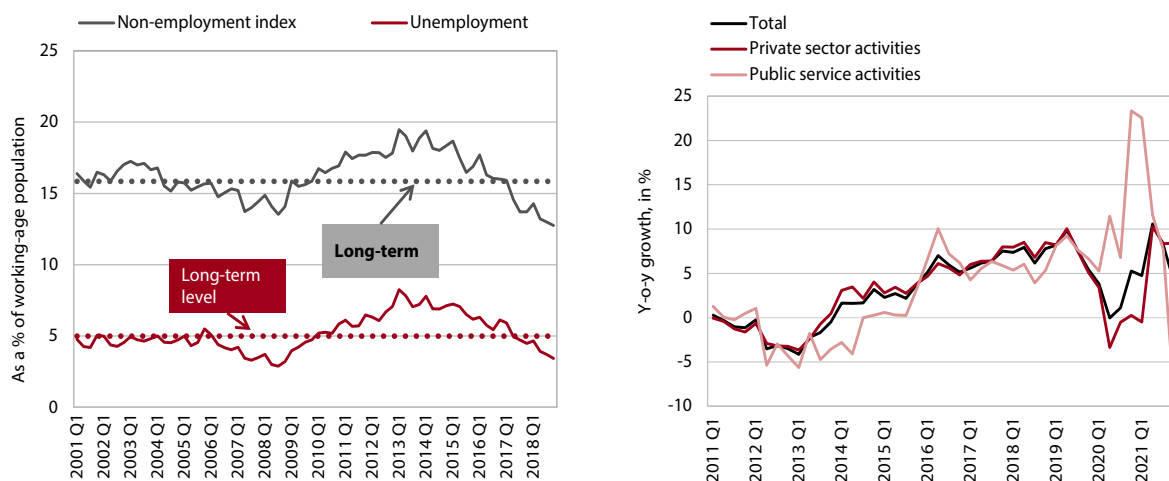 Non-employment index
Unemployment
As a % of working-age population
25
20
15
10
5
0
Long-term
Long-term
level
2001 Q1
2002 Q1
2003 Q1
2004 Q1
2005 Q1
2006 Q1
2007 Q1
2008 Q1
2009 Q1
2010 Q1
2011 Q1
2012 Q1
2013 Q1
2014 Q1
2015 Q1
2016 Q1
2017 Q1
2018 Q1
Total
Private sector activities
Public service activities
Y-o-y growth, in %
25
20
15
10
5
0
-5
-10
2011 Q1
2012 Q1
2013 Q1
2014 Q1
2015 Q1
2016 Q1
2017 Q1
2018 Q1
2019 Q1
2020 Q1
2021 Q1